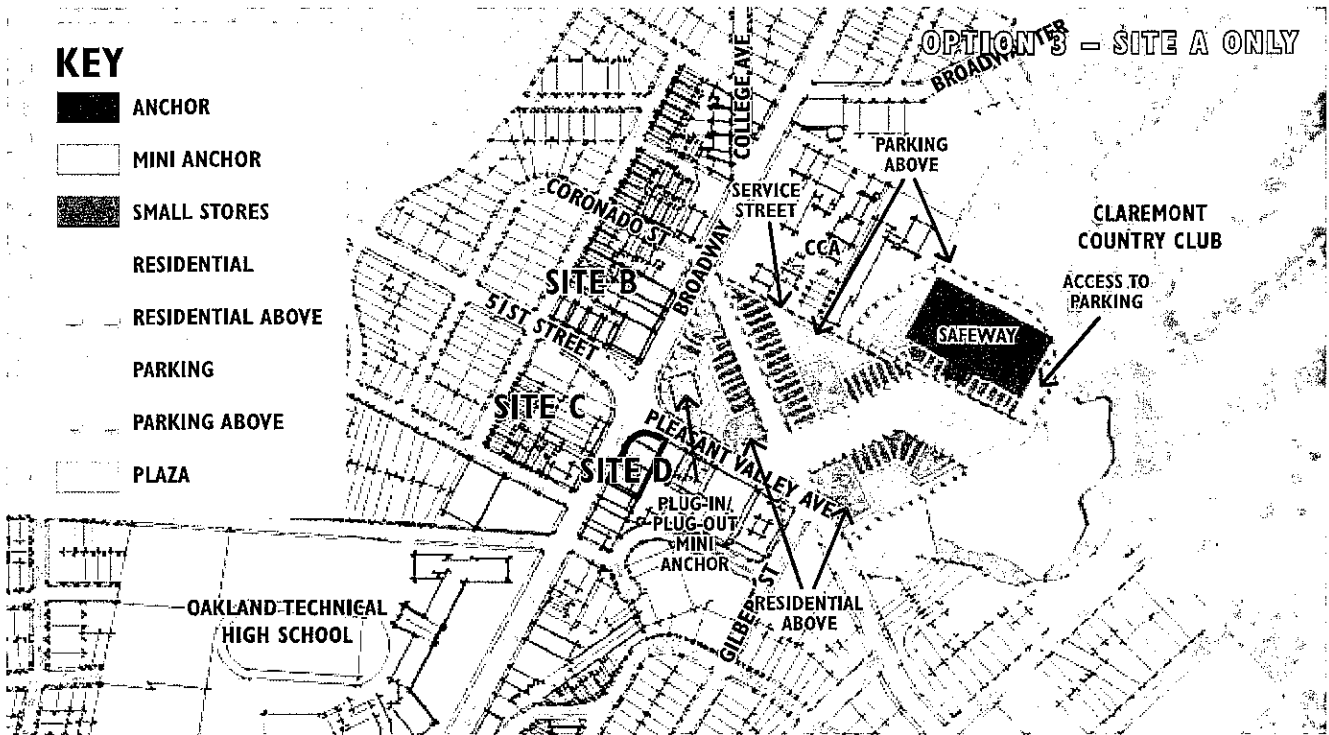 KEY
ANCHOR
MINI ANCHOR
SMALL STORES
RESIDENTIAL
RESIDENTIAL ABOVE
PARKING
PARKING ABOVE
PLAZA
OPTION 3 – SITE A ONLY
COLLEGE AVE
BROADWAY
PARKING
ABOVE
SERVICE
STREET
CCA
CLAREMONT
COUNTRY CLUB
ACCESS TO
PARKING
SAFEWAY
CORONADO ST
SITE B
BROADWAY
51ST STREET
SITE C
PLEASANT VALLEY AVE
SITE D
PLUG-IN/
PLUG-OUT
MINI
ANCHOR
RESIDENTIAL
ABOVE
GILBERT ST
OAKLAND TECHNICAL
HIGH SCHOOL